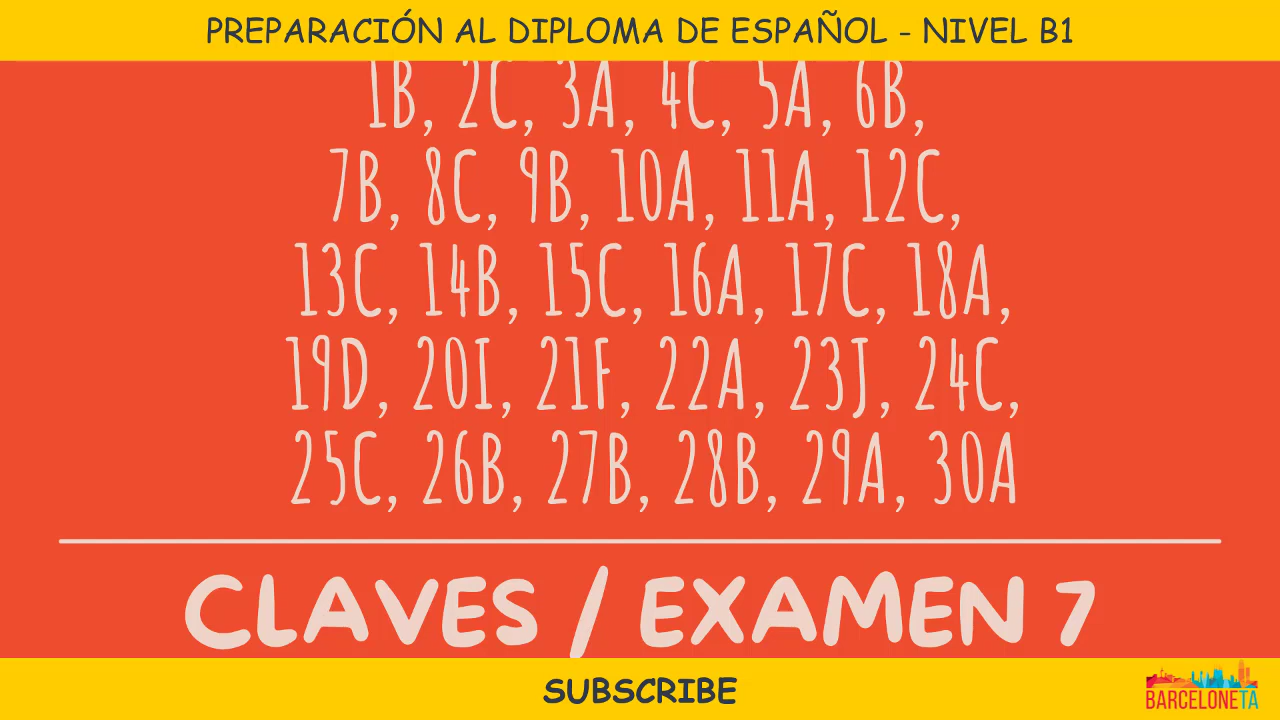 PREPARACIÓN AL DIPLOMA DE ESPAÑOL - NIVEL B1
1B, 2C, 3A, 4C, 5A, 6B,
7B, 8C, 9B, 10A, 11A, 12C,
13C, 14B, 15C, 16A, 17C, 18A,
19D, 20I, 21F, 22A, 23J, 24C,
25C, 26B, 27B, 28B, 29A, 30A
CLAVES / EXAMEN 7
SUBSCRIBE
BARCELONETA